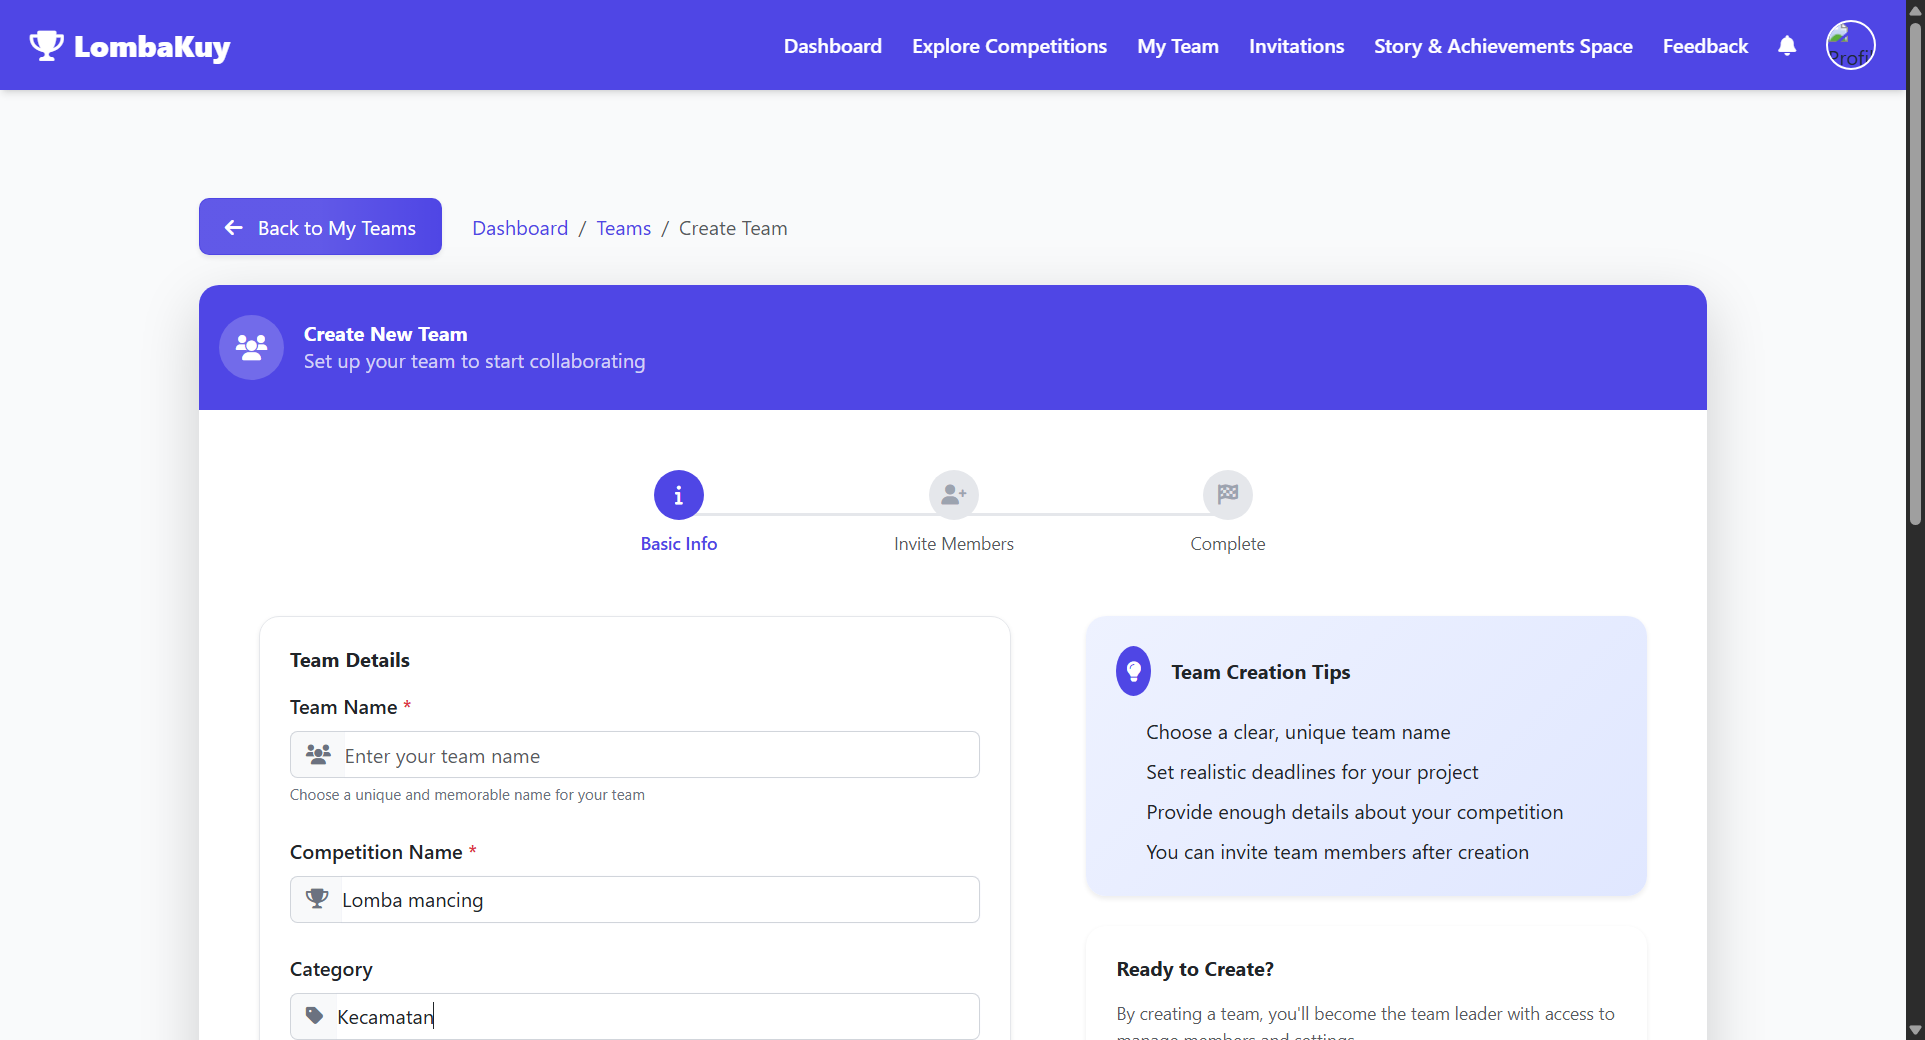 LombaKuy
Dashboard Explore Competitions My Team Invitations Story & Achievements Space Feedback
Back to My Teams Dashboard / Teams / Create Team
Create New Team
Set up your team to start collaborating
Basic Info Invite Members Complete
Team Details
Team Name *
Enter your team name
Choose a unique and memorable name for your team
Competition Name *
Lomba mancing
Category
Kecamatan
Team Creation Tips
Choose a clear, unique team name
Set realistic deadlines for your project
Provide enough details about your competition
You can invite team members after creation
Ready to Create?
By creating a team, you'll become the team leader with access to
manage members and settings.